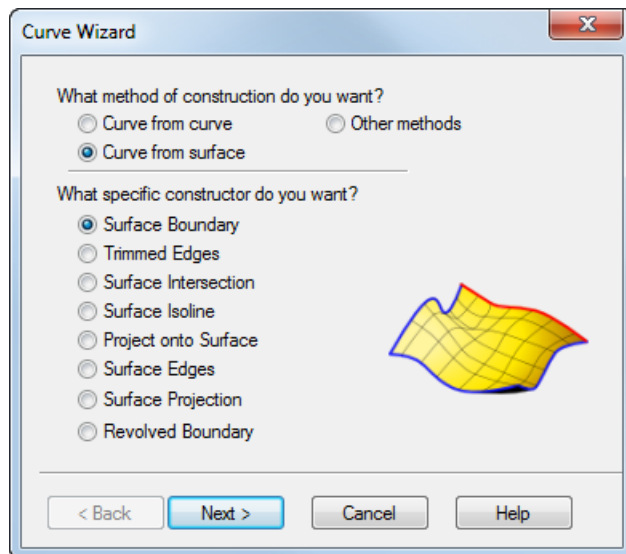 Curve Wizard
X
What method of construction do you want?
Curve from curve Other methods
Curve from surface
What specific constructor do you want?
Surface Boundary
Trimmed Edges
Surface Intersection
Surface Isoline
Project onto Surface
Surface Edges
Surface Projection
Revolved Boundary
< Back Next > Cancel Help